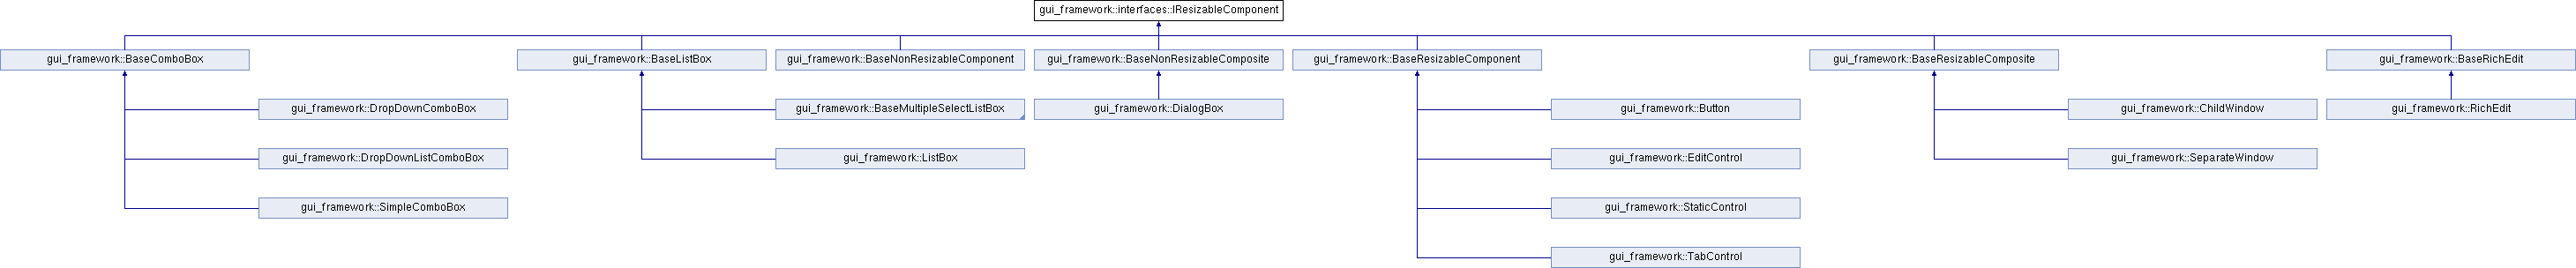 gui_framework::interfaces::IResizableComponent
gui_framework::BaseComboBox
gui_framework::BaseListBox
gui_framework::BaseNonResizableComponent
gui_framework::BaseNonResizableComposite
gui_framework::BaseResizableComponent
gui_framework::BaseResizableComposite
gui_framework::BaseRichEdit
gui_framework::DropDownComboBox
gui_framework::BaseMultipleSelectListBox
gui_framework::DialogBox
gui_framework::Button
gui_framework::ChildWindow
gui_framework::RichEdit
gui_framework::DropDownListComboBox
gui_framework::ListBox
gui_framework::EditControl
gui_framework::SeparateWindow
gui_framework::SimpleComboBox
gui_framework::StaticControl
gui_framework::TabControl